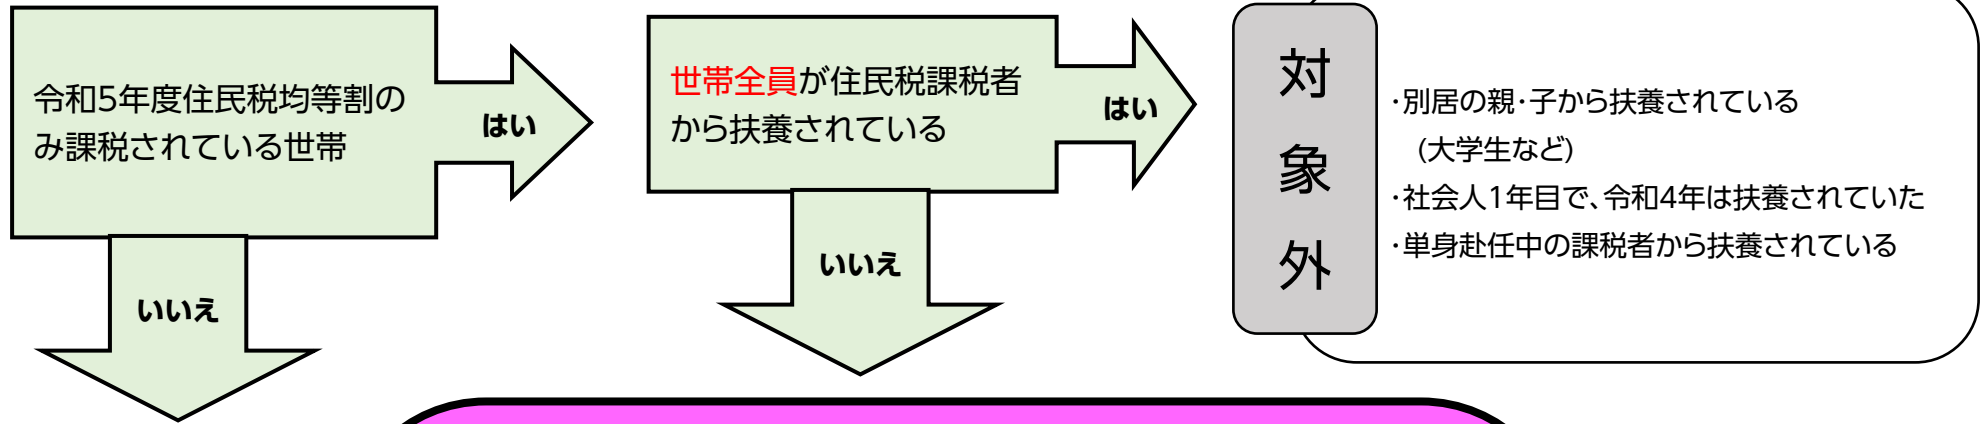 令和5年度住民税均等割の
み課税されている世帯
はい
いいえ
世帯全員が住民税課税者
から扶養されている
はい
いいえ
対
象
外
・別居の親・子から扶養されている
(大学生など)
・社会人1年目で、令和4年は扶養されていた
・単身赴任中の課税者から扶養されている